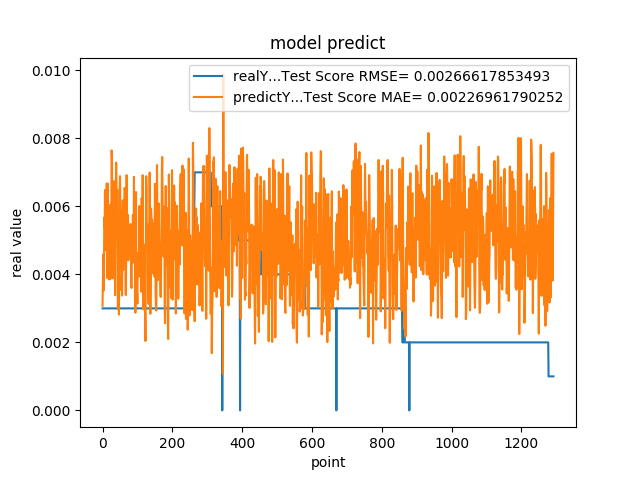 model predict
realY...Test Score RMSE= 0.00266617853493
predictY...Test Score MAE= 0.00226961790252
0.010
0.008
0.006
0.004
0.002
0.000
real value
0 200 400 600 800 1000 1200
point